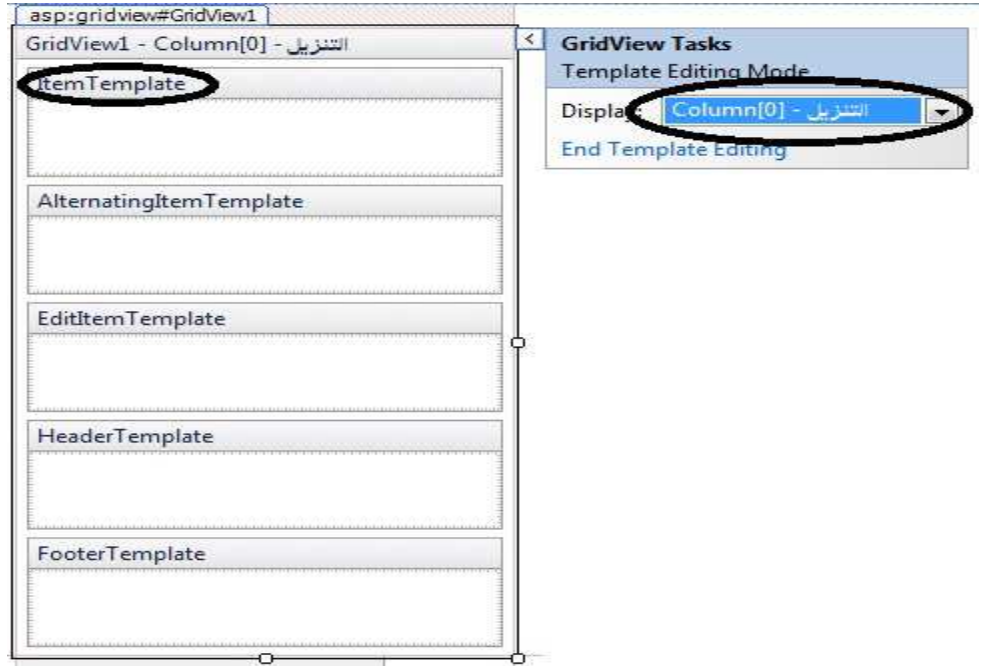 asp:gridview#GridView1
GridView1 - Column[0] - التنزيل
ItemTemplate
AlternatingItemTemplate
EditItemTemplate
HeaderTemplate
FooterTemplate
GridView Tasks
Template Editing Mode
Display: Column[0] - التنزيل
End Template Editing